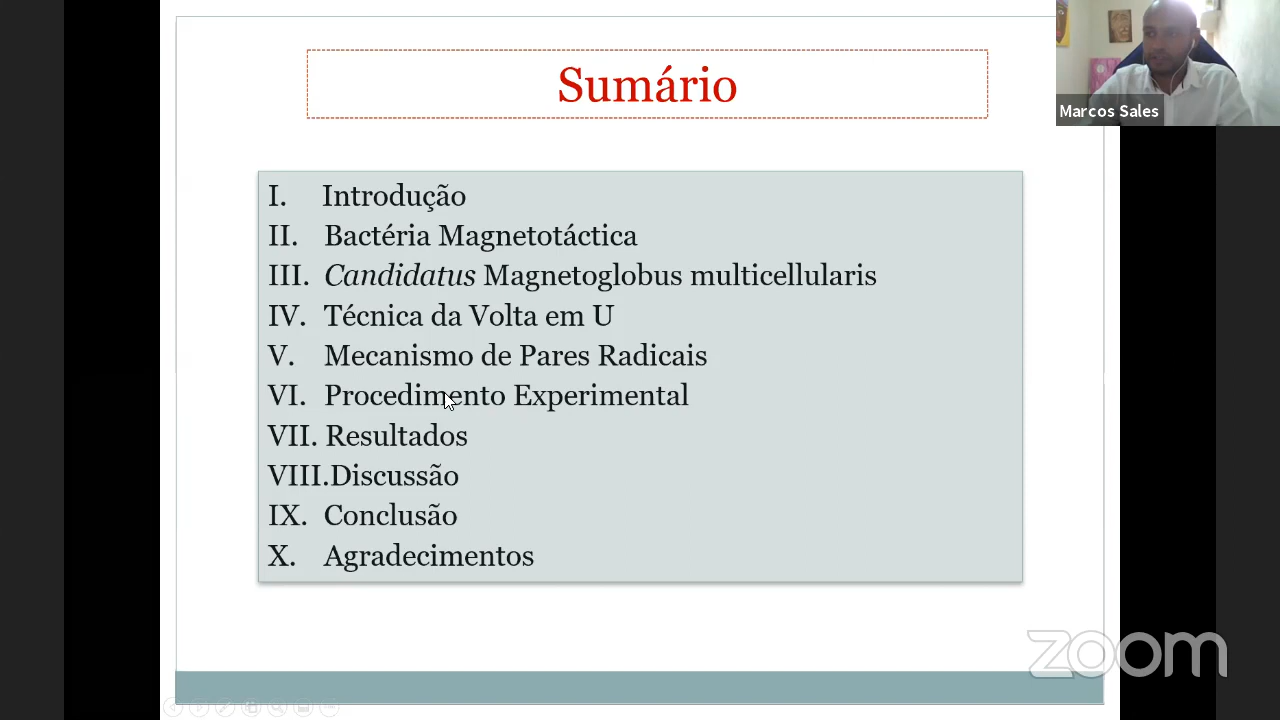 Sumário
Marcos Sales
I. Introdução
II. Bactéria Magnetotáctica
III. Candidatus Magnetoglobus multicellularis
IV. Técnica da Volta em U
V. Mecanismo de Pares Radicais
VI. Procedimento Experimental
VII. Resultados
VIII.Discussão
IX. Conclusão
X. Agradecimentos
zoom